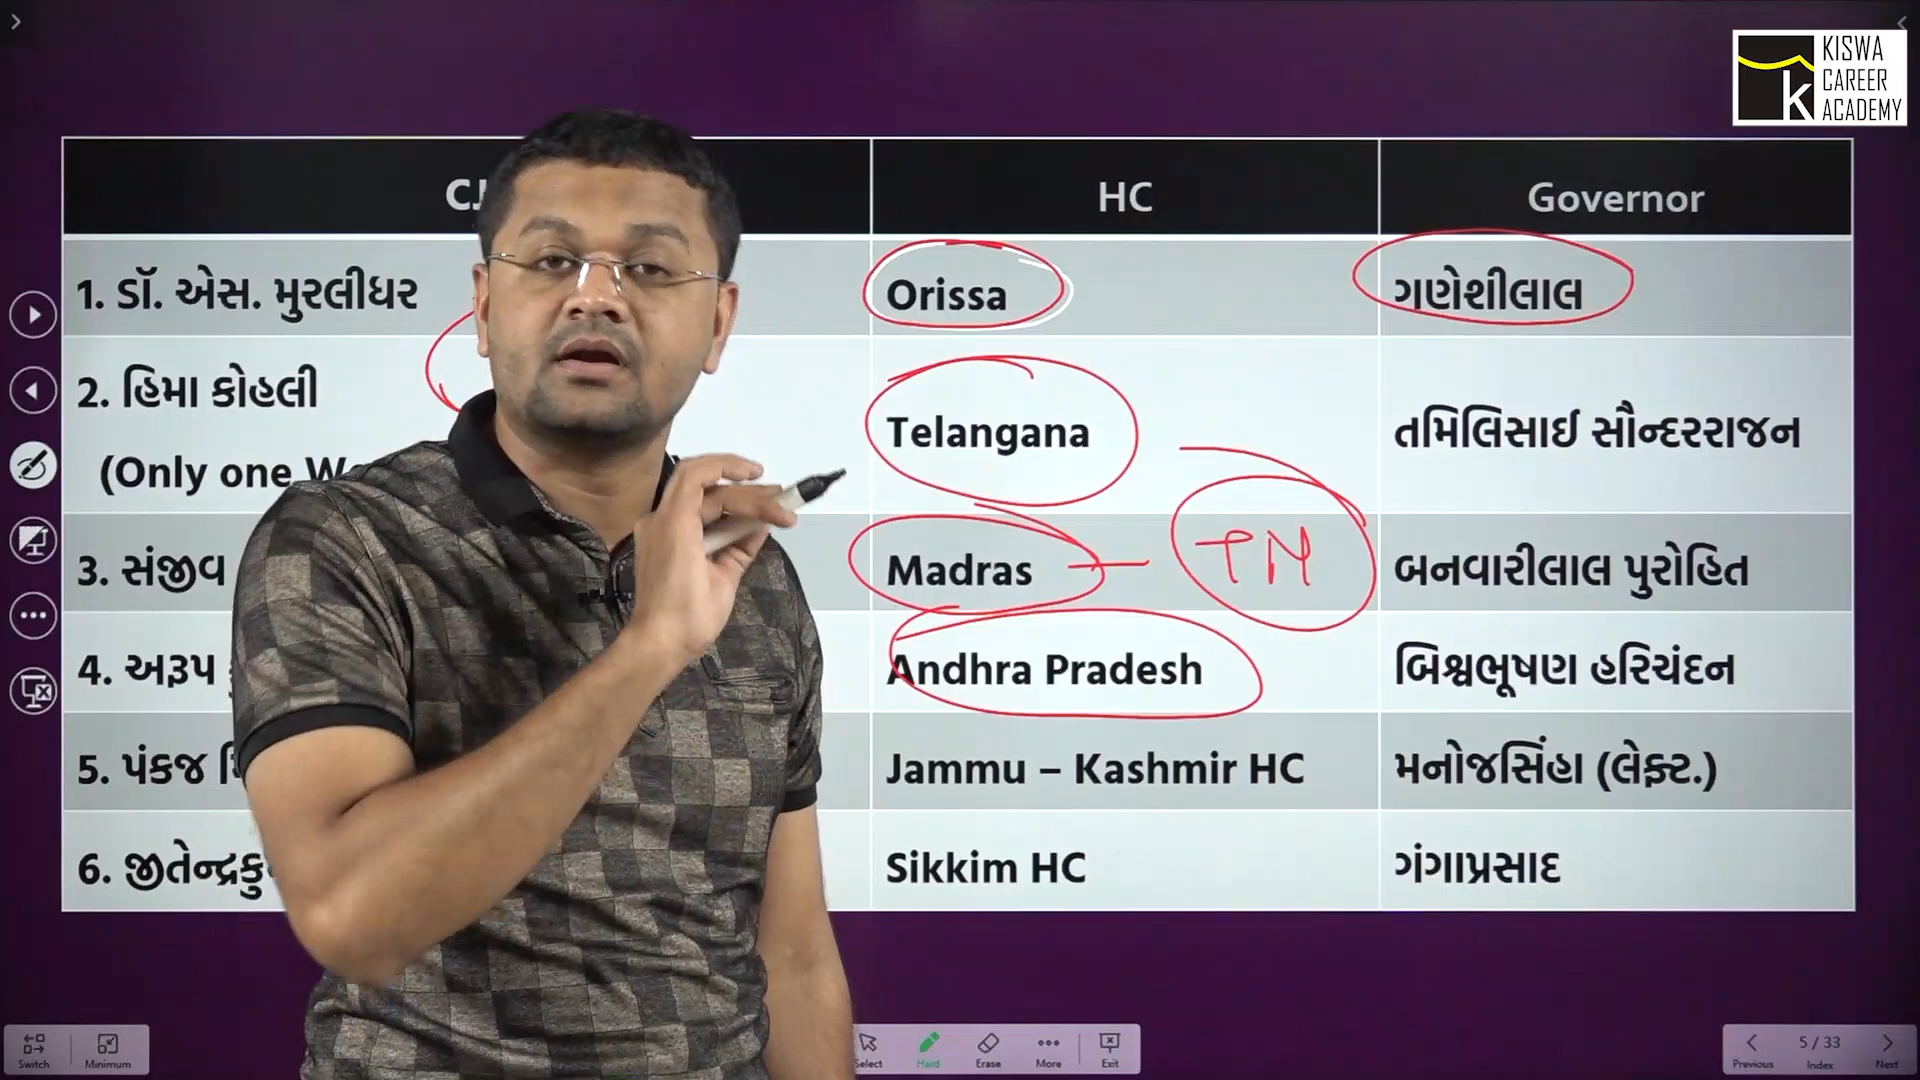 KISWA
CAREER
ACADEMY
HC
Governor
1. ડૉ. એસ. મુરલીધર
Orissa
ગણેશીલાલ
2. હિમા કોહલી
(Only one
Telangana
તમિલિસાઈ સૌન્દરરાજન
3. સંજીવ
Madras
TN
બનવારીલાલ પુરોહિત
4. અરૂપ
Andhra Pradesh
બિશ્વભૂષણ હરિચંદન
5. પંકજ
Jammu – Kashmir HC
મનોજસિંહા (લેફ્ટ.)
6.
Sikkim HC
ગંગાપ્રસાદ
Switch
Minimum
Select
Hard
Erase
More
Exit
Previous
5 / 33
Index
Next